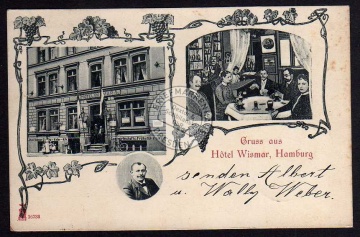 Gruss aus
Hôtel Wismar, Hamburg
senden Albert
u. Wally Weber.